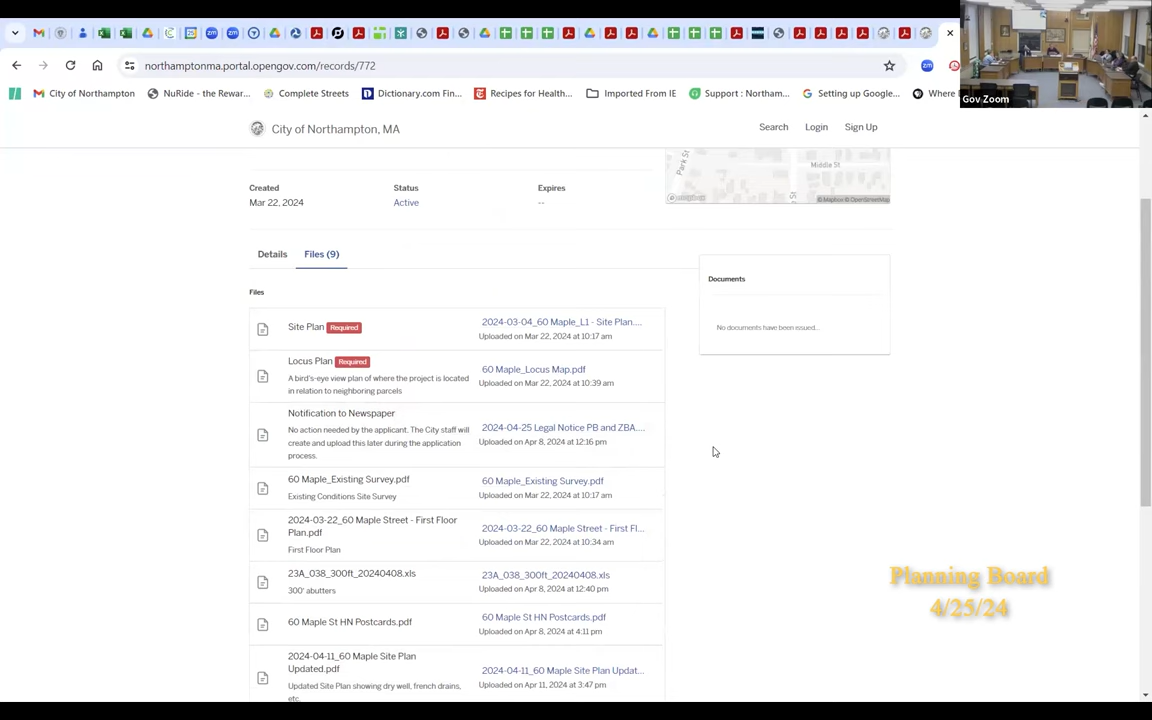 northamptonma.portal.opengov.com/records/772
City of Northampton
NuRide - the Rewar...
Complete Streets
Dictionary.com Fin...
Recipes for Health...
Imported From IE
Support : Northam...
Setting up Google...
Where
Gov Zoom
City of Northampton, MA
Search
Login
Sign Up
Park St
Middle St
© Mapbox © OpenStreetMap
Created
Status
Expires
Mar 22, 2024
Active
--
Details
Files (9)
Files
Documents
No documents have been issued...
Site Plan Required
2024-03-04_60 Maple_L1 - Site Plan....
Uploaded on Mar 22, 2024 at 10:17 am
Locus Plan Required
A bird's-eye view plan of where the project is located
in relation to neighboring parcels
60 Maple_Locus Map.pdf
Uploaded on Mar 22, 2024 at 10:39 am
Notification to Newspaper
No action needed by the applicant. The City staff will
create and upload this later during the application
process.
2024-04-25 Legal Notice PB and ZBA....
Uploaded on Apr 8, 2024 at 12:16 pm
60 Maple_Existing Survey.pdf
Existing Conditions Site Survey
60 Maple_Existing Survey.pdf
Uploaded on Mar 22, 2024 at 10:17 am
2024-03-22_60 Maple Street - First Floor
Plan.pdf
First Floor Plan
2024-03-22_60 Maple Street - First Fl...
Uploaded on Mar 22, 2024 at 10:34 am
23A_038_300ft_20240408.xls
300' abutters
23A_038_300ft_20240408.xls
Uploaded on Apr 8, 2024 at 12:40 pm
60 Maple St HN Postcards.pdf
60 Maple St HN Postcards.pdf
Uploaded on Apr 8, 2024 at 4:11 pm
2024-04-11_60 Maple Site Plan
Updated.pdf
Updated Site Plan showing dry well, french drains,
etc.
2024-04-11_60 Maple Site Plan Updat...
Uploaded on Apr 11, 2024 at 3:47 pm
Planning Board
4/25/24